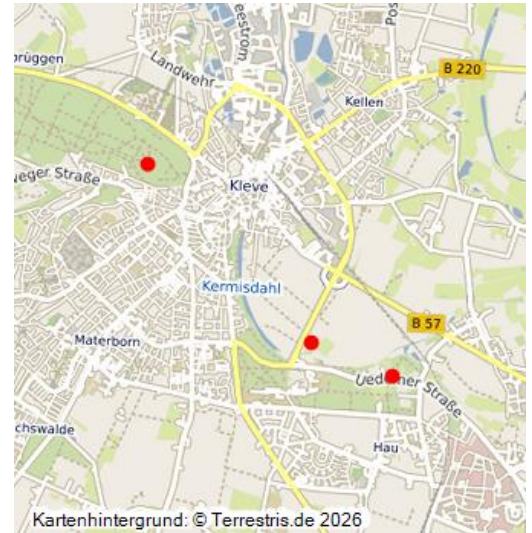 eestrom
Pos
brüggen
Landwehr
B 220
Kellen
weger Straße
Kleve
Kermisdahl
B 57
Materborn
Uedemer Straße
chswalde
Hau
Kartenhintergrund: © Terrestris.de 2026